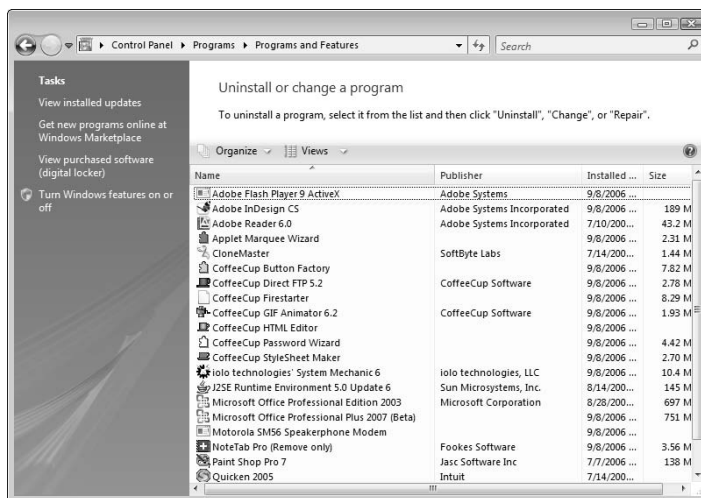 Control Panel ▸ Programs ▸ Programs and Features
Search
Tasks
View installed updates
Get new programs online at
Windows Marketplace
View purchased software
(digital locker)
Turn Windows features on or
off
Uninstall or change a program
To uninstall a program, select it from the list and then click "Uninstall", "Change", or "Repair".
Organize Views
Name Publisher Installed ... Size
Adobe Flash Player 9 ActiveX Adobe Systems 9/8/2006 ...
Adobe InDesign CS Adobe Systems Incorporated 9/8/2006 ... 189 M
Adobe Reader 6.0 Adobe Systems Incorporated 7/10/200... 43.2 M
Applet Marquee Wizard 9/8/2006 ... 2.31 M
CloneMaster SoftByte Labs 7/14/200... 1.44 M
CoffeeCup Button Factory 9/8/2006 ... 7.82 M
CoffeeCup Direct FTP 5.2 CoffeeCup Software 9/8/2006 ... 2.78 M
CoffeeCup Firestarter 9/8/2006 ... 8.29 M
CoffeeCup GIF Animator 6.2 CoffeeCup Software 9/8/2006 ... 1.93 M
CoffeeCup HTML Editor 9/8/2006 ...
CoffeeCup Password Wizard 9/8/2006 ... 4.42 M
CoffeeCup StyleSheet Maker 9/8/2006 ... 2.70 M
iolo technologies' System Mechanic 6 iolo technologies, LLC 9/8/2006 ... 10.4 M
J2SE Runtime Environment 5.0 Update 6 Sun Microsystems, Inc. 8/14/200... 145 M
Microsoft Office Professional Edition 2003 Microsoft Corporation 8/28/200... 697 M
Microsoft Office Professional Plus 2007 (Beta) 9/8/2006 ... 751 M
Motorola SM56 Speakerphone Modem 9/8/2006 ...
NoteTab Pro (Remove only) Fookes Software 9/8/2006 ... 3.56 M
Paint Shop Pro 7 Jasc Software Inc 7/7/2006 ... 138 M
Quicken 2005 Intuit 7/14/200...